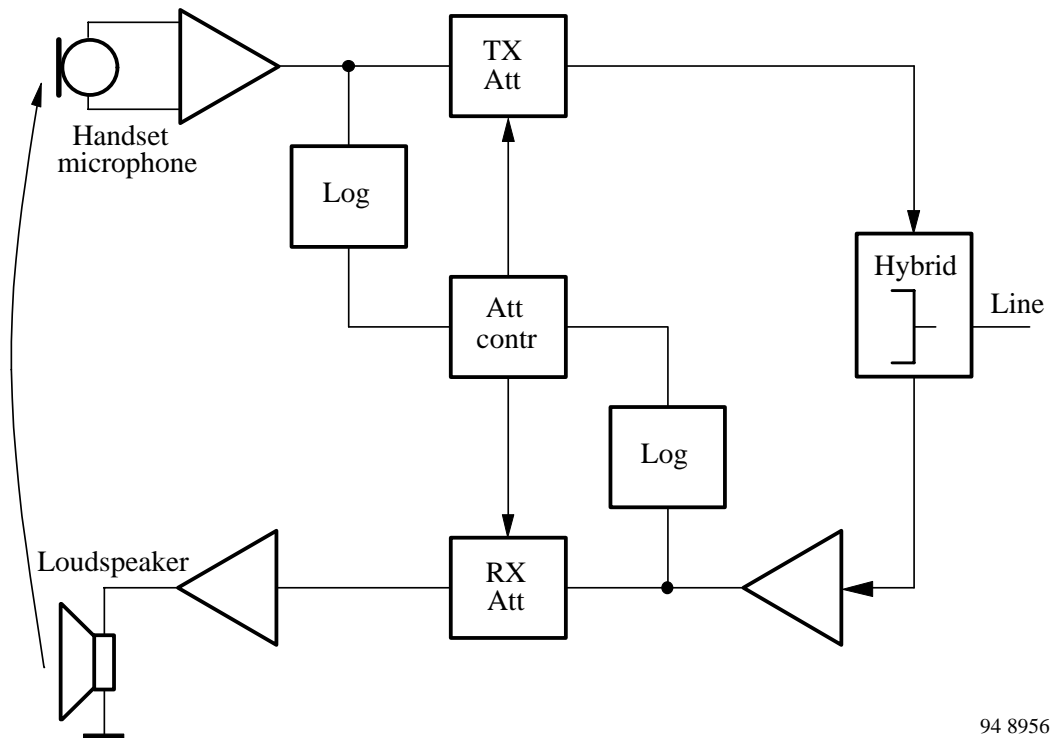 TX
Att
Handset
microphone
Log
Hybrid
Line
Att
contr
Log
Loudspeaker
RX
Att
94 8956